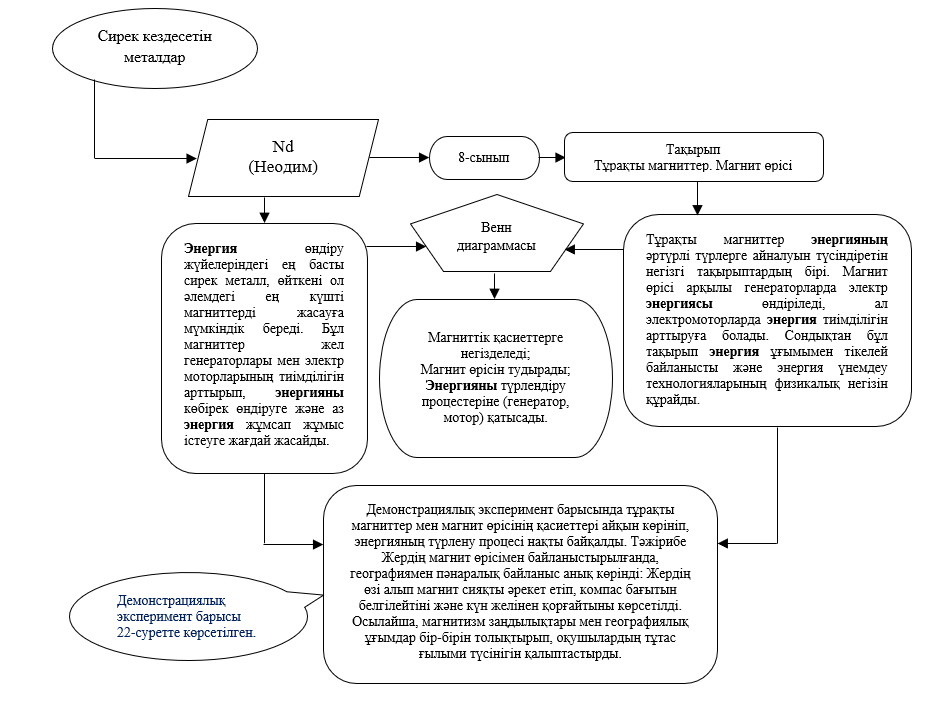 Сирек кездесетін
металдар
Nd
(Неодим)
8-сынып
Тақырып
Тұрақты магниттер. Магнит өрісі
Энергия өндіру
жүйелеріндегі ең басты
сирек металл, өйткені ол
әлемдегі ең күшті
магниттерді жасауға
мүмкіндік береді. Бұл
магниттер жел
генераторлары мен электр
моторларының тиімділігін
арттырып, энергияны
көбірек өндіруге және аз
энергия жұмсап жұмыс
істеуге жағдай жасайды.
Венн
диаграммасы
Магниттік қасиеттерге
негізделеді;
Магнит өрісін тудырады;
Энергияны түрлендіру
процестеріне (генератор,
мотор) қатысады.
Тұрақты магниттер энергияның
әртүрлі түрлерге айналуын түсіндіретін
негізгі тақырыптардың бірі. Магнит
өрісі арқылы генераторларда электр
энергиясы өндіріледі, ал
электромоторларда энергия тиімділігін
арттыруға болады. Сондықтан бұл
тақырып энергия ұғымымен тікелей
байланысты және энергия үнемдеу
технологияларының физикалық негізін
құрайды.
Демонстрациялық эксперимент барысында тұрақты
магниттер мен магнит өрісінің қасиеттері айқын көрініп,
энергияның түрлену процесі нақты байқалды. Тәжірибе
Жердің магнит өрісімен байланыстырылғанда,
географиямен пәнаралық байланыс анық көрінді: Жердің
өзі алып магнит сияқты әрекет етіп, компас бағытын
белгілейтіні және күн желінен қорғайтыны көрсетілді.
Осылайша, магнитизм заңдылықтары мен географиялық
ұғымдар бір-бірін толықтырып, оқушылардың тұтас
ғылыми түсінігін қалыптастырды.
Демонстрациялық
эксперимент барысы
22-суретте көрсетілген.